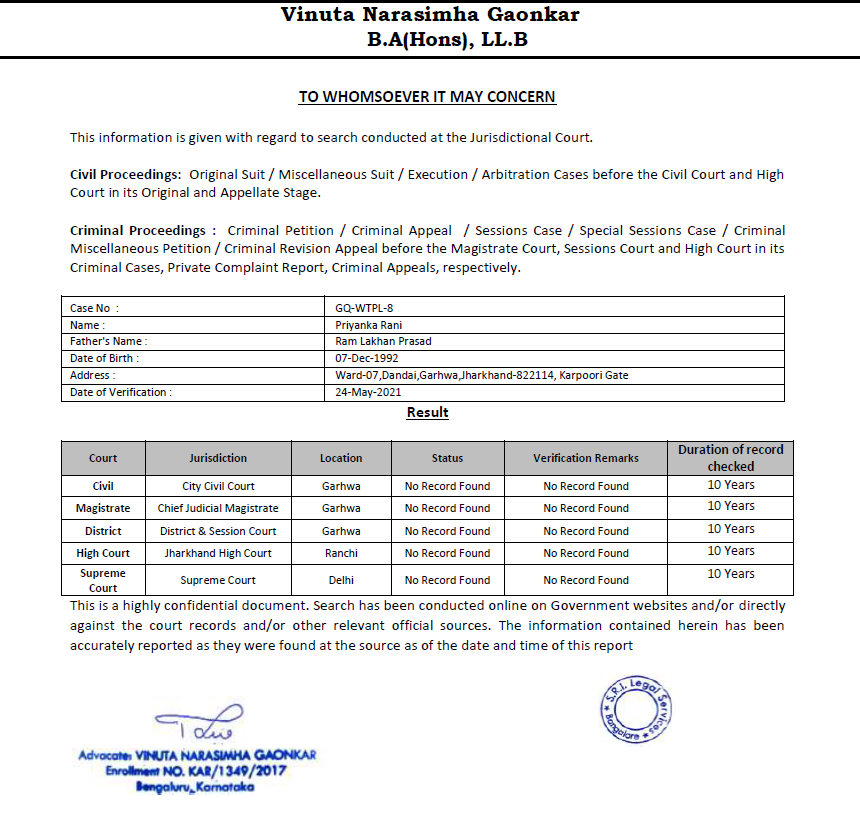 Vinuta Narasimha Gaonkar
B.A(Hons), LL.B
TO WHOMSOEVER IT MAY CONCERN
This information is given with regard to search conducted at the Jurisdictional Court.
Civil Proceedings: Original Suit / Miscellaneous Suit / Execution / Arbitration Cases before the Civil Court and High
Court in its Original and Appellate Stage.
Criminal Proceedings : Criminal Petition / Criminal Appeal / Sessions Case / Special Sessions Case / Criminal
Miscellaneous Petition / Criminal Revision Appeal before the Magistrate Court, Sessions Court and High Court in its
Criminal Cases, Private Complaint Report, Criminal Appeals, respectively.
Case No : GQ-WTPL-8
Name : Priyanka Rani
Father's Name : Ram Lakhan Prasad
Date of Birth : 07-Dec-1992
Address : Ward-07,Dandai,Garhwa,Jharkhand-822114, Karpoori Gate
Date of Verification : 24-May-2021
Result
Court Jurisdiction Location Status Verification Remarks Duration of record checked
Civil City Civil Court Garhwa No Record Found No Record Found 10 Years
Magistrate Chief Judicial Magistrate Garhwa No Record Found No Record Found 10 Years
District District & Session Court Garhwa No Record Found No Record Found 10 Years
High Court Jharkhand High Court Ranchi No Record Found No Record Found 10 Years
Supreme Court Supreme Court Delhi No Record Found No Record Found 10 Years
This is a highly confidential document. Search has been conducted online on Government websites and/or directly
against the court records and/or other relevant official sources. The information contained herein has been
accurately reported as they were found at the source as of the date and time of this report
S.R.I. Legal Services
Bangalore
Advocate: VINUTA NARASIMHA GAONKAR
Enrollment NO. KAR/1349/2017
Bengaluru, Karnataka